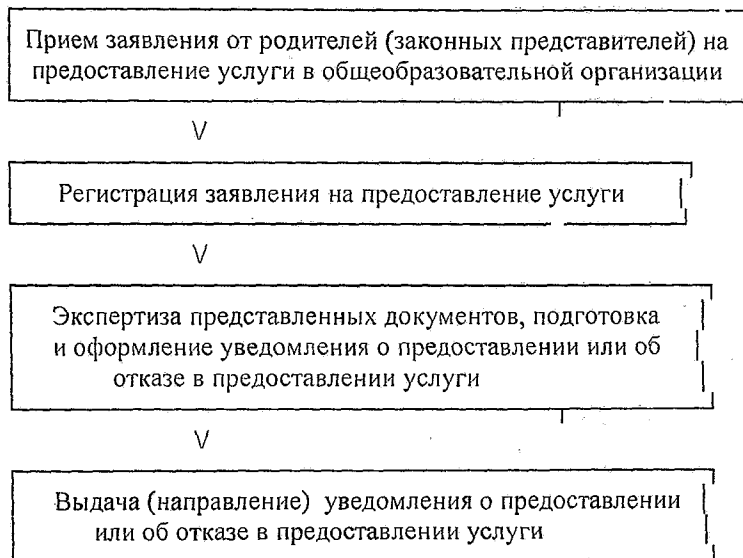 Прием заявления от родителей (законных представителей) на
предоставление услуги в общеобразовательной организации
V
Регистрация заявления на предоставление услуги
V
Экспертиза представленных документов, подготовка
и оформление уведомления о предоставлении или об
отказе в предоставлении услуги
V
Выдача (направление) уведомления о предоставлении
или об отказе в предоставлении услуги